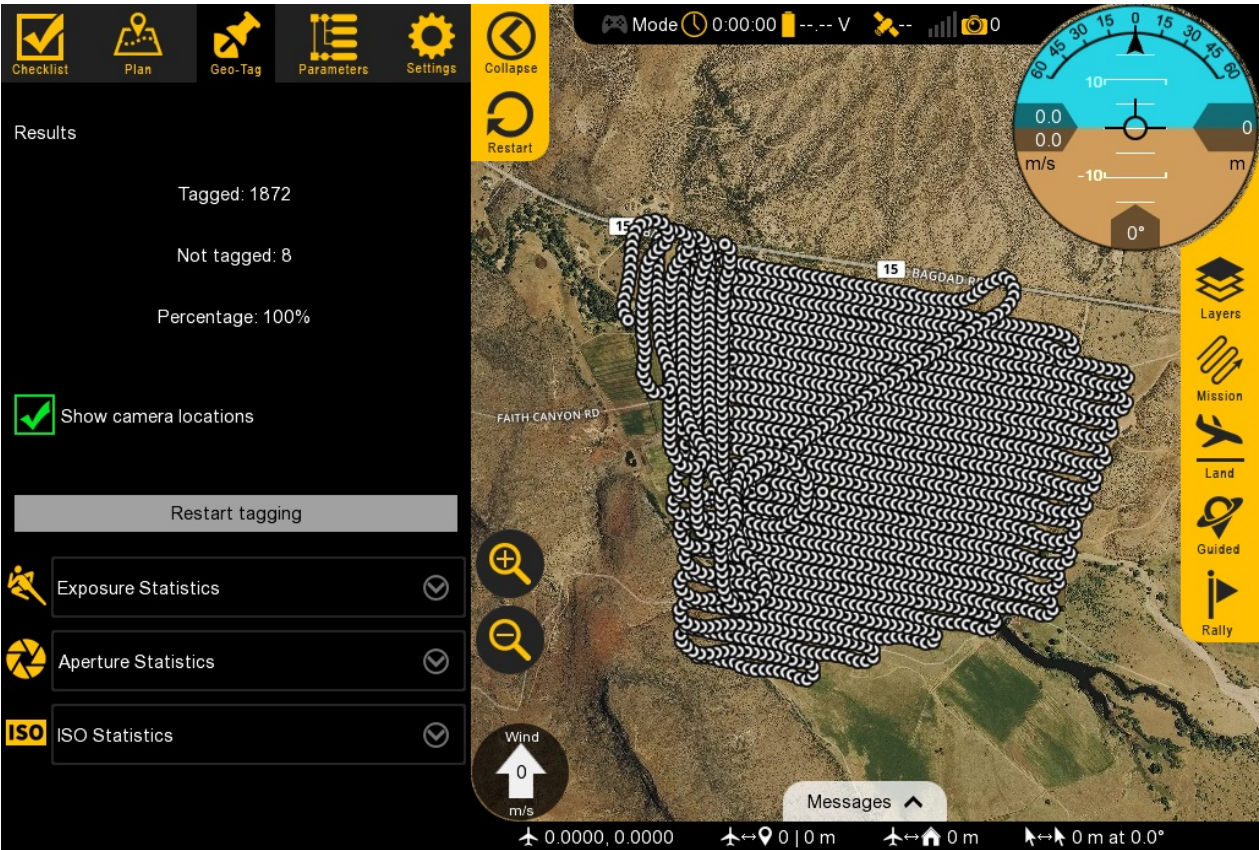 Checklist
Plan
Geo-Tag
Parameters
Settings
Results
Tagged: 1872
Not tagged: 8
Percentage: 100%
Show camera locations
Restart tagging
Exposure Statistics
Aperture Statistics
ISO ISO Statistics
Collapse
Restart
Mode 0:00:00 --.-- V -- 0
60 45 30 15 0 15 30 45 60
10
0.0
0.0
m/s
0
m
-10
0°
15
15 BAGDAD
FAITH CANYON RD
Layers
Mission
Land
Guided
Rally
Wind
0
m/s
Messages
0.0000, 0.0000
0 | 0 m
0 m
0 m at 0.0°